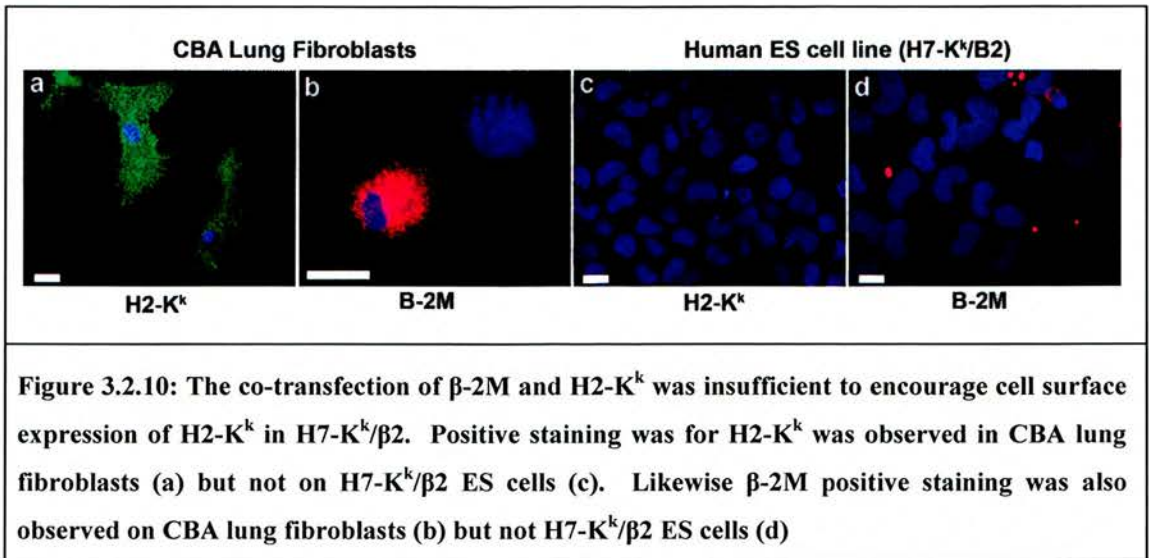 CBA Lung Fibroblasts
Human ES cell line (H7-Kᵏ/B2)
a
b
c
d
H2-Kᵏ
B-2M
H2-Kᵏ
B-2M
Figure 3.2.10: The co-transfection of β-2M and H2-Kᵏ was insufficient to encourage cell surface
expression of H2-Kᵏ in H7-Kᵏ/β2. Positive staining was for H2-Kᵏ was observed in CBA lung
fibroblasts (a) but not on H7-Kᵏ/β2 ES cells (c). Likewise β-2M positive staining was also
observed on CBA lung fibroblasts (b) but not H7-Kᵏ/β2 ES cells (d)